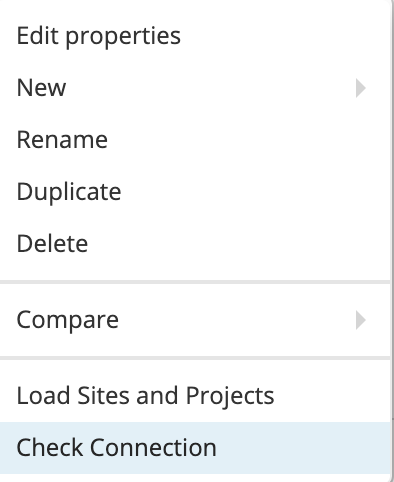 Edit properties
New
Rename
Duplicate
Delete
Compare
Load Sites and Projects
Check Connection